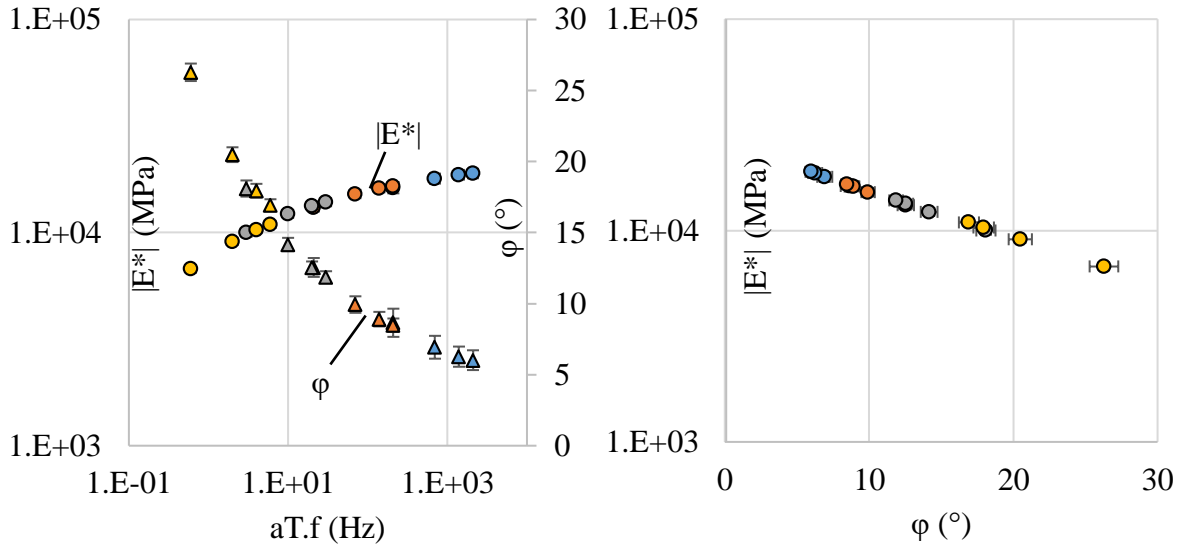 1.E+05
1.E+04
1.E+03
|E*| (MPa)
30
25
20
15
10
5
0
φ (°)
|E*|
φ
1.E-01
1.E+01
1.E+03
aT.f (Hz)
1.E+05
1.E+04
1.E+03
|E*| (MPa)
0
10
20
30
φ (°)